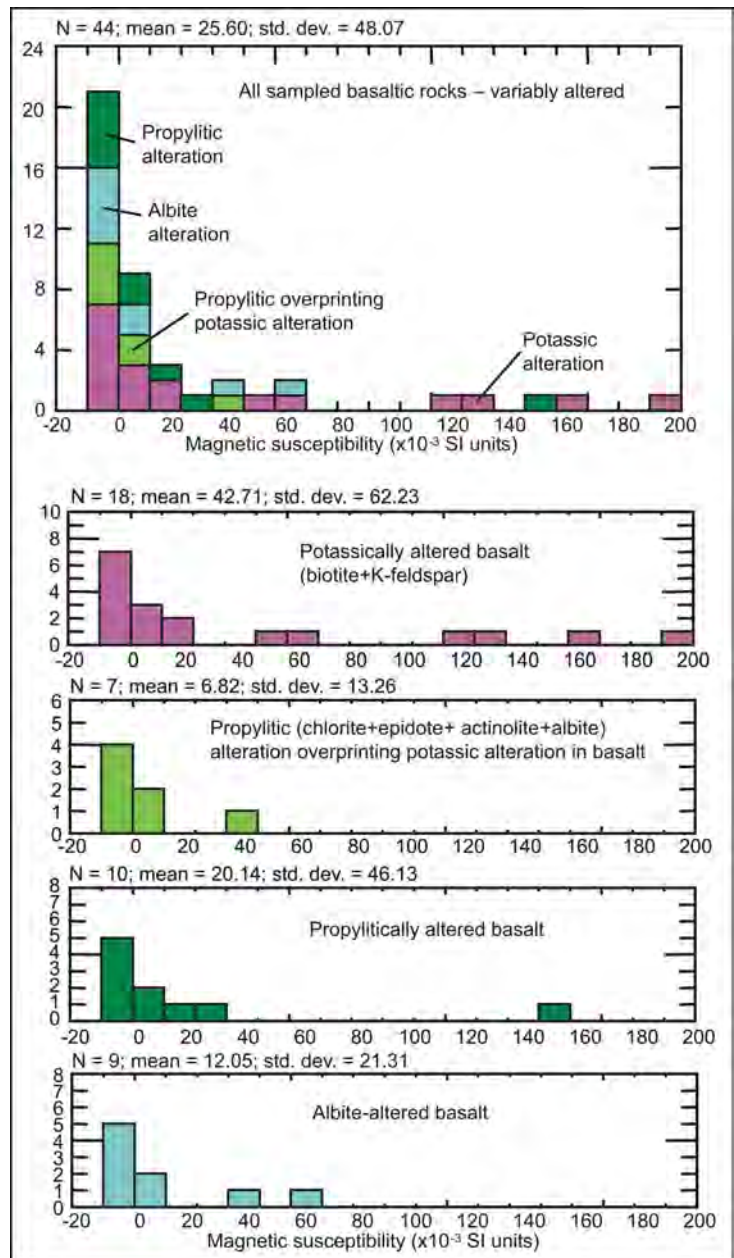 N = 44; mean = 25.60; std. dev. = 48.07
24
All sampled basaltic rocks – variably altered
20
Propylitic
alteration
16
Albite
alteration
12
8
Propylitic overprinting
potassic alteration
Potassic
alteration
4
0
-20 0 20 40 60 80 100 120 140 160 180 200
Magnetic susceptibility (x10⁻³ SI units)
N = 18; mean = 42.71; std. dev. = 62.23
10
8
Potassically altered basalt
(biotite+K-feldspar)
6
4
2
0
-20 0 20 40 60 80 100 120 140 160 180 200
N = 7; mean = 6.82; std. dev. = 13.26
6
5
Propylitic (chlorite+epidote+ actinolite+albite)
alteration overprinting potassic alteration in basalt
4
3
2
1
0
-20 0 20 40 60 80 100 120 140 160 180 200
N = 10; mean = 20.14; std. dev. = 46.13
8
7
6
Propylitically altered basalt
5
4
3
2
1
0
-20 0 20 40 60 80 100 120 140 160 180 200
N = 9; mean = 12.05; std. dev. = 21.31
8
7
6
Albite-altered basalt
5
4
3
2
1
0
-20 0 20 40 60 80 100 120 140 160 180 200
Magnetic susceptibility (x10⁻³ SI units)